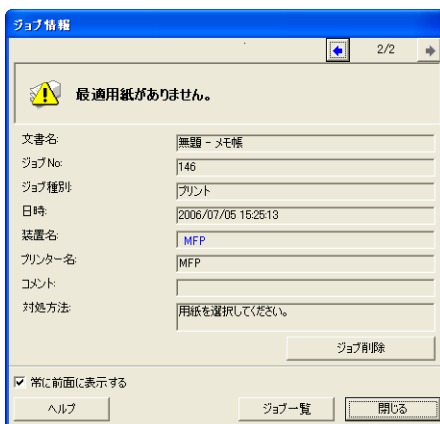 ジョブ情報
2/2
最適用紙がありません。
文書名: 無題 - メモ帳
ジョブNo: 146
ジョブ種別: プリント
日時: 2006/07/05 15:25:13
装置名: MFP
プリンター名: MFP
コメント:
対処方法: 用紙を選択してください。
ジョブ削除
常に前面に表示する
ヘルプ ジョブ一覧 閉じる